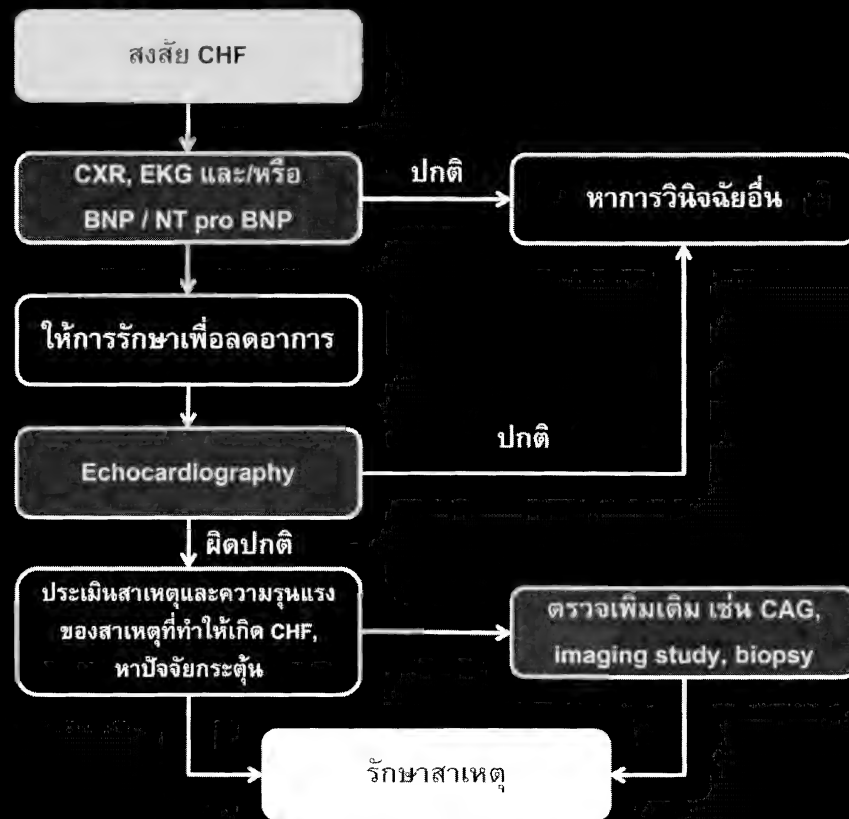 สงสัย CHF
CXR, EKG และ/หรือ
BNP / NT pro BNP
ปกติ
หาการวินิจฉัยอื่น
ให้การรักษาเพื่อลดอาการ
Echocardiography
ปกติ
ผิดปกติ
ประเมินสาเหตุและความรุนแรง
ของสาเหตุที่ทำให้เกิด CHF,
หาปัจจัยกระตุ้น
ตรวจเพิ่มเติม เช่น CAG,
imaging study, biopsy
รักษาสาเหตุ